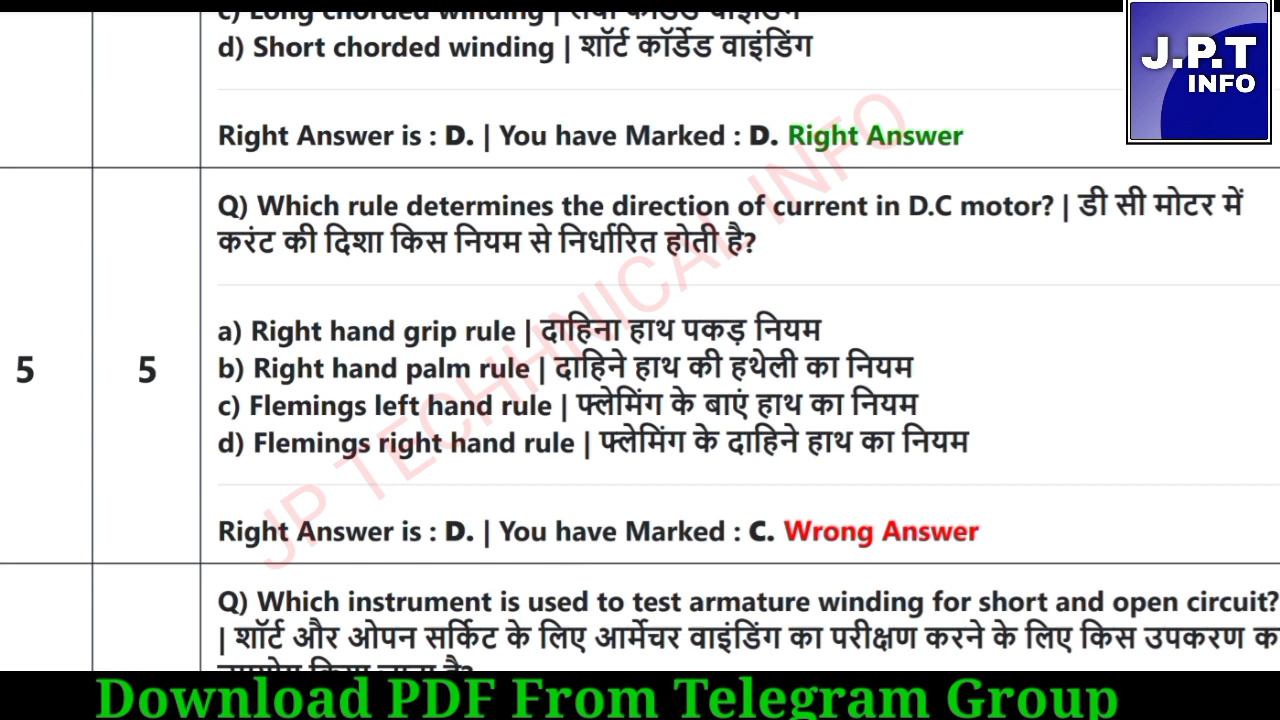 c) Long chorded winding | लॉन्ग कॉर्डेड वाइंडिंग
d) Short chorded winding | शॉर्ट कॉर्डेड वाइंडिंग
J.P.T
INFO
Right Answer is : D. | You have Marked : D. Right Answer
5
5
Q) Which rule determines the direction of current in D.C motor? | डी सी मोटर में
करंट की दिशा किस नियम से निर्धारित होती है?
a) Right hand grip rule | दाहिना हाथ पकड़ नियम
b) Right hand palm rule | दाहिने हाथ की हथेली का नियम
c) Flemings left hand rule | फ्लेमिंग के बाएं हाथ का नियम
d) Flemings right hand rule | फ्लेमिंग के दाहिने हाथ का नियम
Right Answer is : D. | You have Marked : C. Wrong Answer
JP TECHHNICAL INFO
Q) Which instrument is used to test armature winding for short and open circuit?
| शॉर्ट और ओपन सर्किट के लिए आर्मेचर वाइंडिंग का परीक्षण करने के लिए किस उपकरण क
Download PDF From Telegram Group